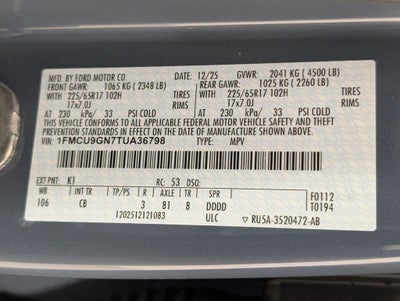 MFD. BY FORD MOTOR CO. 12/25 GVWR: 2041 KG ( 4500 LB)
FRONT GAWR: 1065 KG ( 2348 LB) REAR GAWR: 1025 KG ( 2260 LB)
WITH 225/65R17 102H TIRES WITH 225/65R17 102H TIRES
17x7.0J RIMS 17x7.0J RIMS
AT 230 kPa/ 33 PSI COLD AT 230 kPa/ 33 PSI COLD
THIS VEHICLE CONFORMS TO ALL APPLICABLE FEDERAL MOTOR VEHICLE
SAFETY AND THEFT PREVENTION STANDARDS IN EFFECT ON THE DATE OF
MANUFACTURE SHOWN ABOVE.
VIN: 1FMCU9GN7TUA36798 TYPE: MPV
EXT PNT: K1 RC: 53 DSO: F0112
WB INT TR TP/PS R AXLE TR SPR T0194
106 CB 3 81 8 DDDD
1202512121083 ULC RU5A-3520472-AB